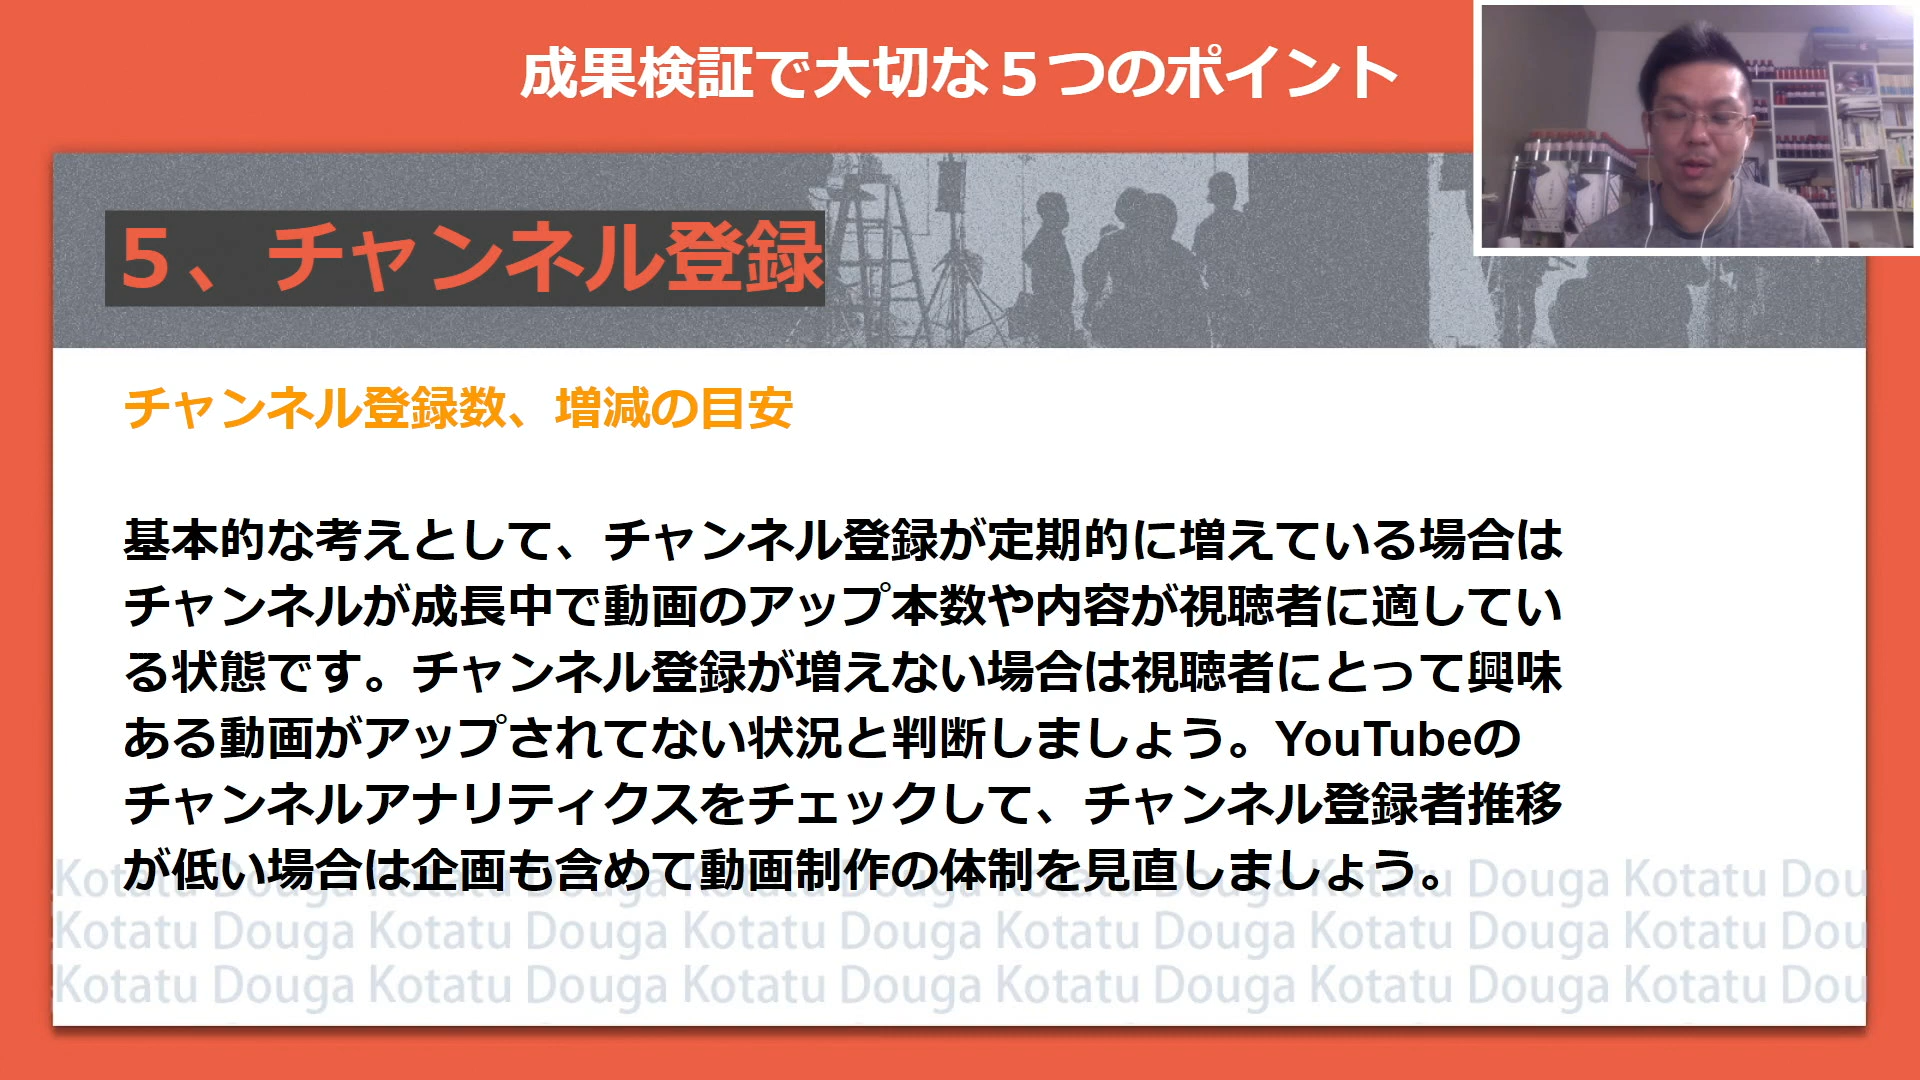 成果検証で大切な５つのポイント
５、チャンネル登録
チャンネル登録数、増減の目安
基本的な考えとして、チャンネル登録が定期的に増えている場合は
チャンネルが成長中で動画のアップ本数や内容が視聴者に適してい
る状態です。チャンネル登録が増えない場合は視聴者にとって興味
ある動画がアップされてない状況と判断しましょう。YouTubeの
チャンネルアナリティクスをチェックして、チャンネル登録者推移
が低い場合は企画も含めて動画制作の体制を見直しましょう。
Kotatu Douga Kotatu Douga Kotatu Douga Kotatu Douga Kotatu Douga Kotatu Dou
Kotatu Douga Kotatu Douga Kotatu Douga Kotatu Douga Kotatu Douga Kotatu Dou
Kotatu Douga Kotatu Douga Kotatu Douga Kotatu Douga Kotatu Douga Kotatu Dou